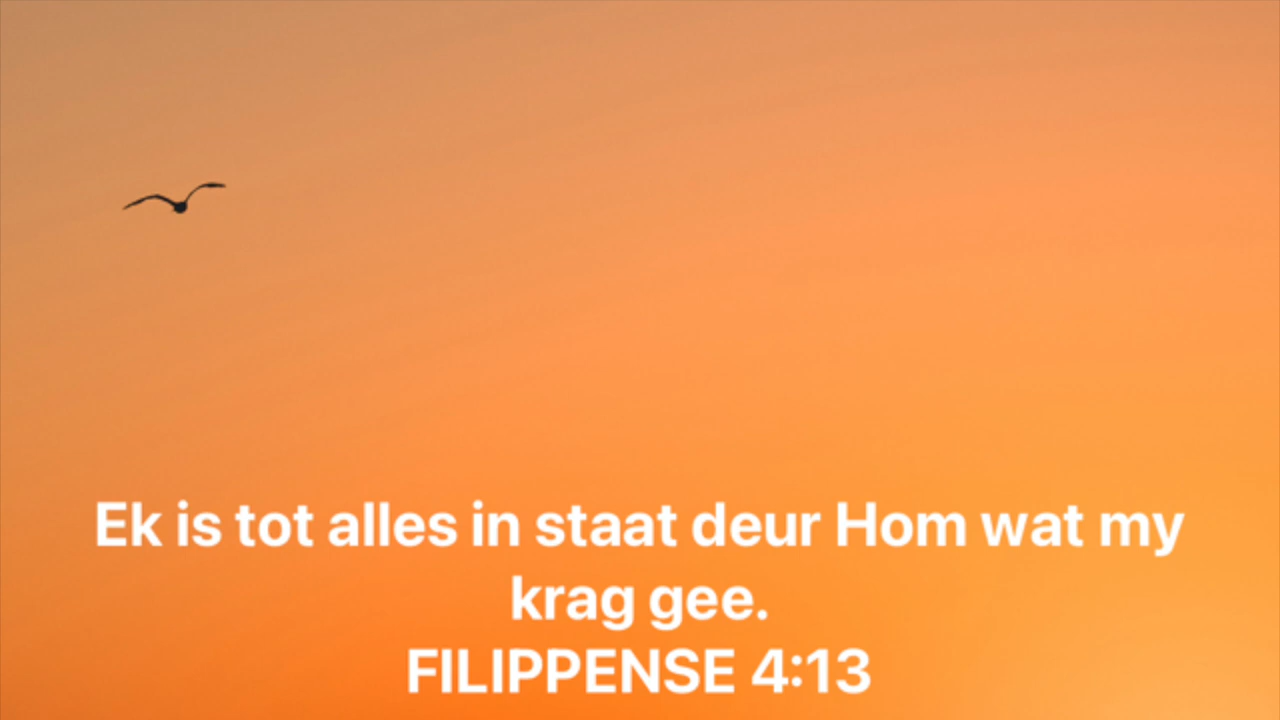 Ek is tot alles in staat deur Hom wat my
krag gee.
FILIPPENSE 4:13